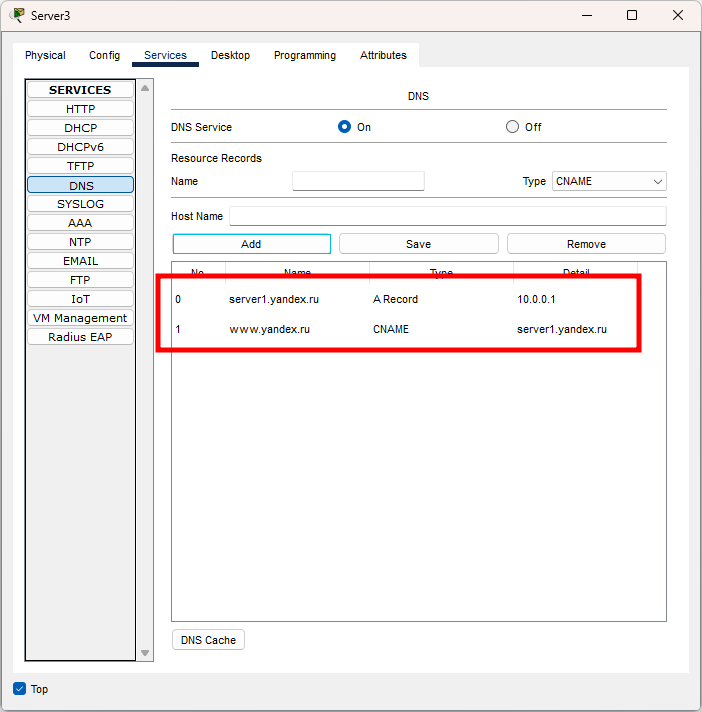 Server3
Physical Config Services Desktop Programming Attributes
SERVICES
HTTP
DHCP
DHCPv6
TFTP
DNS
SYSLOG
AAA
NTP
EMAIL
FTP
IoT
VM Management
Radius EAP
DNS
DNS Service On Off
Resource Records
Name Type CNAME
Host Name
Add Save Remove
No. Name Type Detail
0 server1.yandex.ru A Record 10.0.0.1
1 www.yandex.ru CNAME server1.yandex.ru
DNS Cache
Top